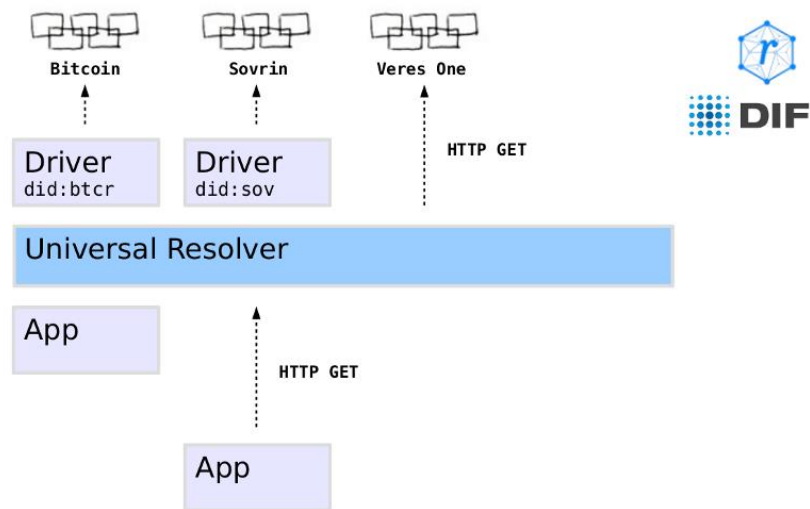 Bitcoin
Sovrin
Veres One
r
DIF
Driver
did:btcr
Driver
did:sov
HTTP GET
Universal Resolver
App
HTTP GET
App